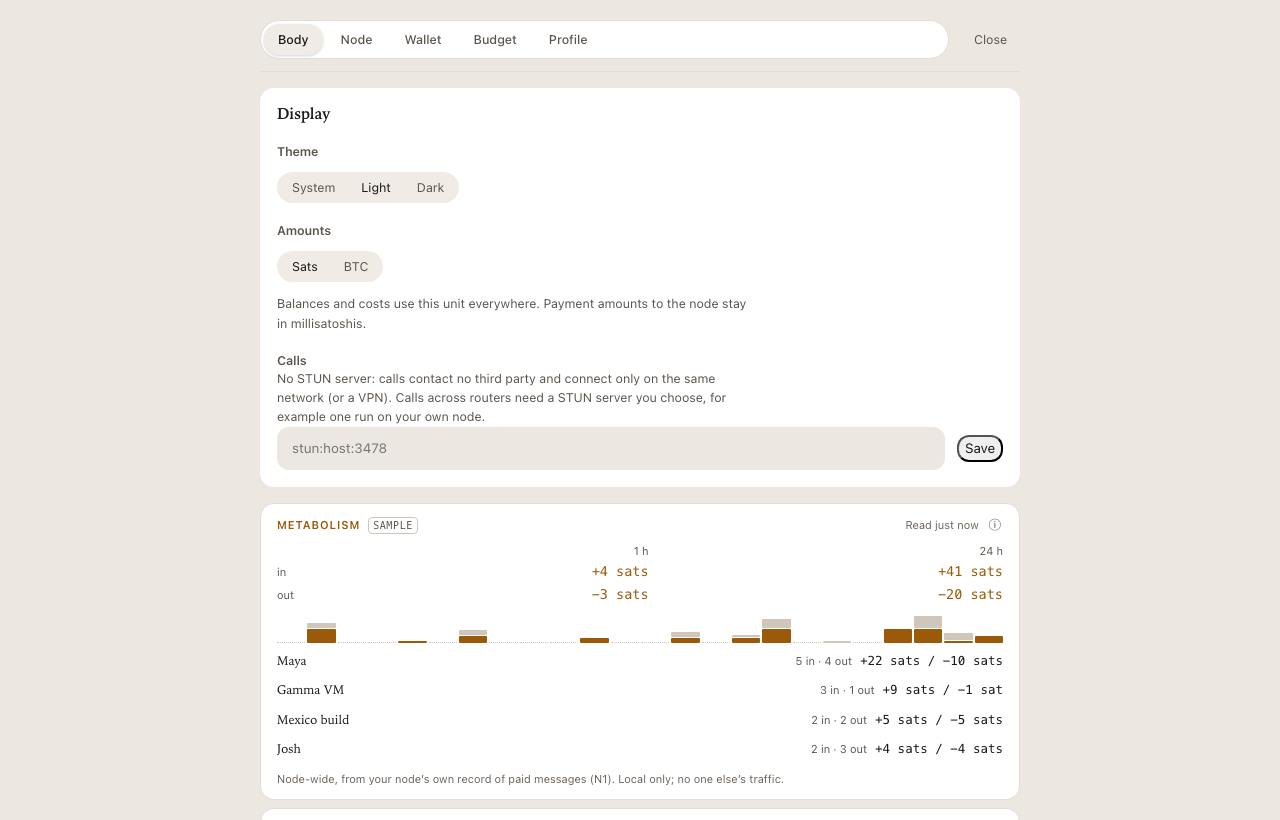 Body Node Wallet Budget Profile Close
Display
Theme
System Light Dark
Amounts
Sats BTC
Balances and costs use this unit everywhere. Payment amounts to the node stay
in millisatoshis.
Calls
No STUN server: calls contact no third party and connect only on the same
network (or a VPN). Calls across routers need a STUN server you choose, for
example one run on your own node.
stun:host:3478 Save
METABOLISM SAMPLE Read just now ⓘ
1 h 24 h
in +4 sats +41 sats
out −3 sats −20 sats
Maya 5 in · 4 out +22 sats / −10 sats
Gamma VM 3 in · 1 out +9 sats / −1 sat
Mexico build 2 in · 2 out +5 sats / −5 sats
Josh 2 in · 3 out +4 sats / −4 sats
Node-wide, from your node's own record of paid messages (N1). Local only; no one else's traffic.